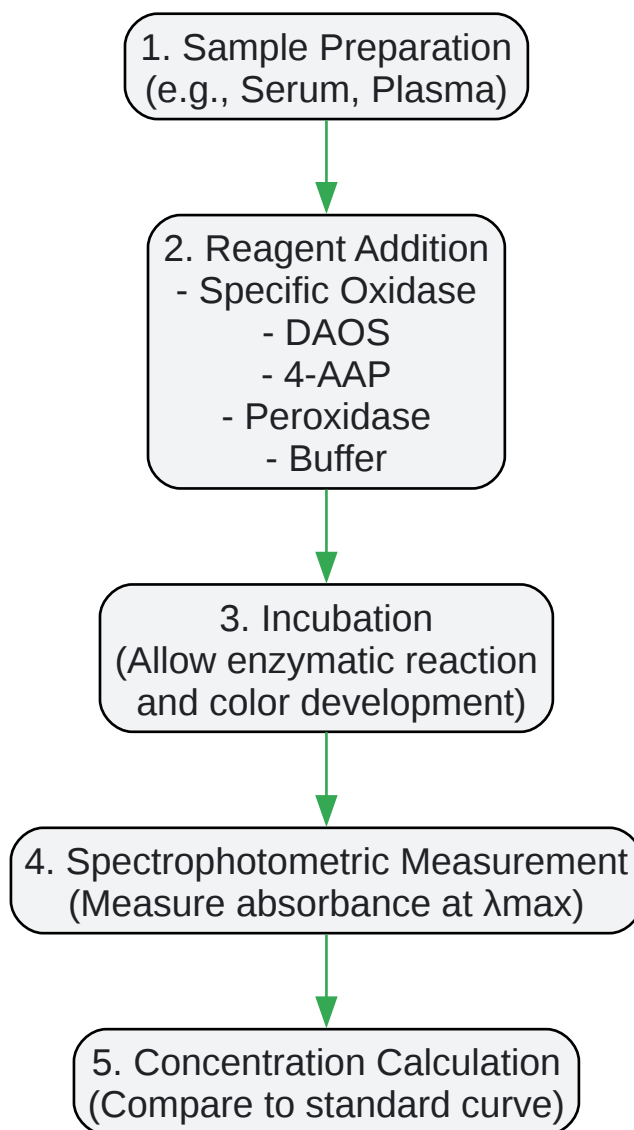 1. Sample Preparation
(e.g., Serum, Plasma)
2. Reagent Addition
- Specific Oxidase
- DAOS
- 4-AAP
- Peroxidase
- Buffer
3. Incubation
(Allow enzymatic reaction
and color development)
4. Spectrophotometric Measurement
(Measure absorbance at λmax)
5. Concentration Calculation
(Compare to standard curve)